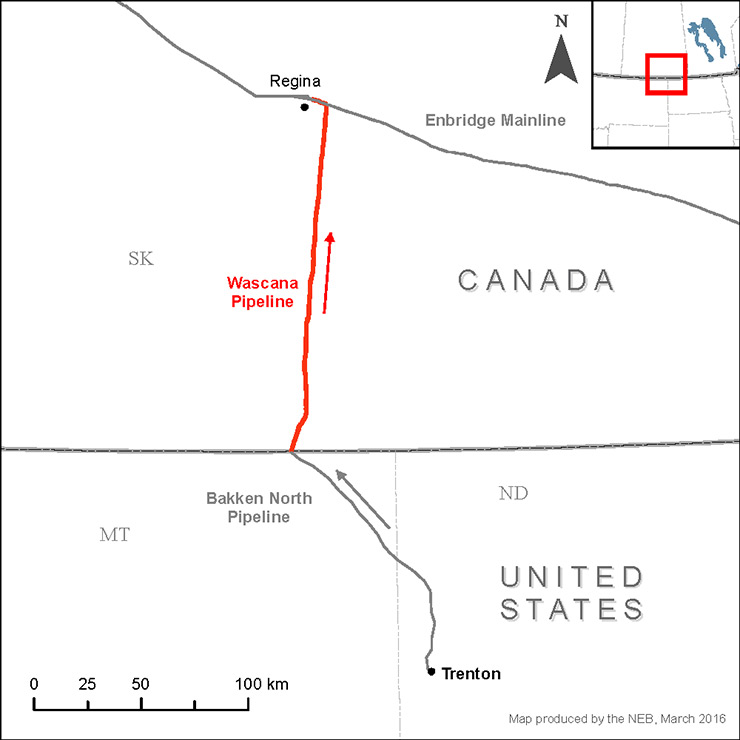 N
Regina
Enbridge Mainline
SK
Wascana
Pipeline
CANADA
Bakken North
Pipeline
ND
MT
UNITED
STATES
Trenton
0 25 50 100 km
Map produced by the NEB, March 2016